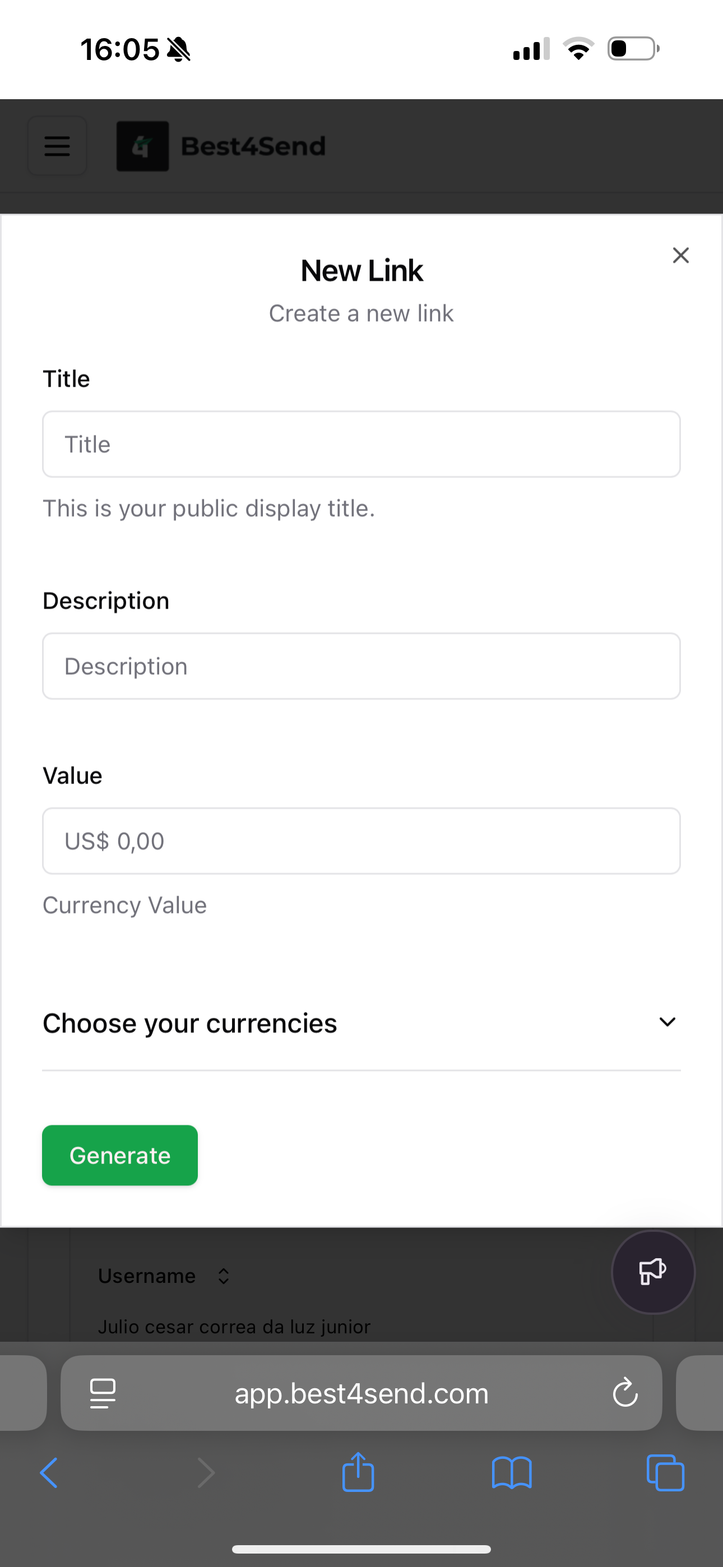 16:05
Best4Send
New Link
Create a new link
Title
Title
This is your public display title.
Description
Description
Value
US$ 0,00
Currency Value
Choose your currencies
Generate
Username
Julio cesar correa da luz junior
app.best4send.com